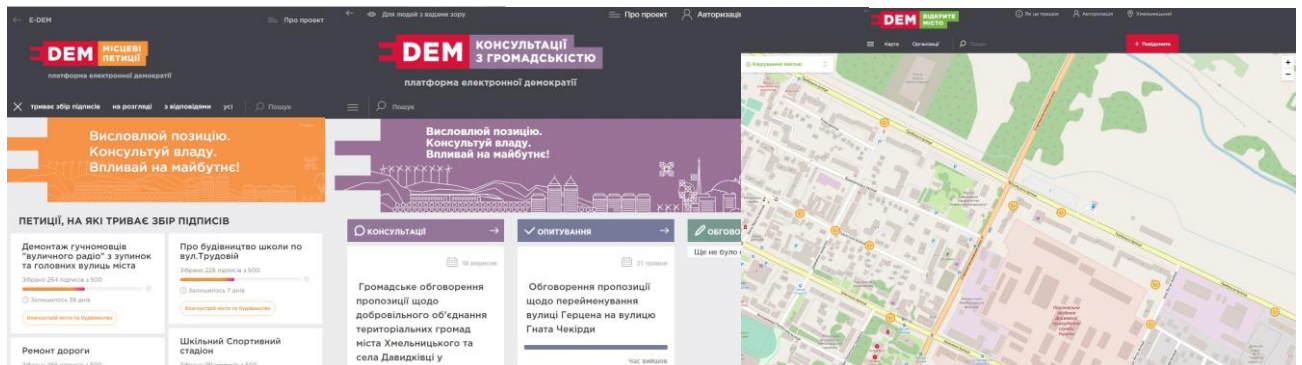 E-DEM
Про проект
DEM МІСЦЕВІ ПЕТИЦІЇ
платформа електронної демократії
триває збір підписів на розгляді з відповідями усі Пошук
Висловлюй позицію.
Консультуй владу.
Впливай на майбутнє!
ПЕТИЦІЇ, НА ЯКІ ТРИВАЄ ЗБІР ПІДПИСІВ
Демонтаж гучномовців
"вуличного радіо" з зупинок
та головних вулиць міста
Зібрано 264 підписів з 500
Залишилось 58 днів
Благоустрій міста та будівництво
Ремонт дороги
Про будівництво школи по
вул.Трудовій
Зібрано 226 підписів з 500
Залишилось 7 днів
Благоустрій міста та будівництво
Шкільний Спортивний
стадіон
Для людей з вадами зору
Про проект Авторизація
DEM КОНСУЛЬТАЦІЇ
З ГРОМАДСЬКІСТЮ
платформа електронної демократії
Пошук
Висловлюй позицію.
Консультуй владу.
Впливай на майбутнє!
КОНСУЛЬТАЦІЇ
18 вересня
Громадське обговорення
пропозиції щодо
добровільного об'єднання
територіальних громад
міста Хмельницького та
села Давидківці у
ОПИТУВАННЯ
21 травня
Обговорення пропозиції
щодо перейменування
вулиці Герцена на вулицю
Гната Чекірди
Час вийшов
ОБГОВО
Ще не було
DEM ВІДКРИТЕ
МІСТО
Як це працює Авторизація Хмельницький
Карта Організації Пошук
+ Повідомити
Керування мапою